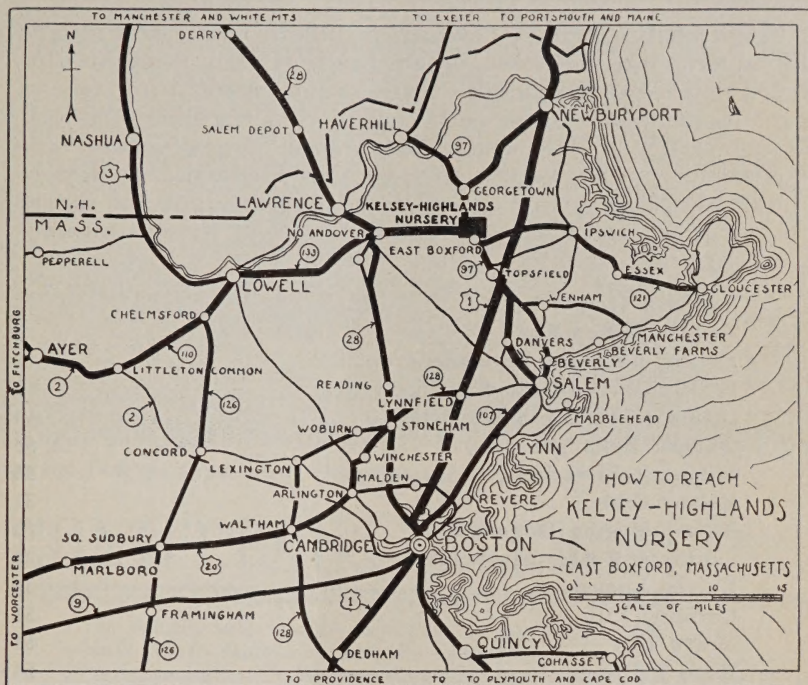 TO MANCHESTER AND WHITE MTS
TO EXETER
TO PORTSMOUTH AND MAINE
N
DERRY
28
NASHUA
SALEM DEPOT
HAVERHILL
NEWBURYPORT
3
97
GEORGETOWN
LAWRENCE
KELSEY-HIGHLANDS
NURSERY
N.H.
MASS.
NO ANDOVER
EAST BOXFORD
IPSWICH
PEPPERELL
133
97
TOPSFIELD
ESSEX
LOWELL
1
121
GLOUCESTER
WENHAM
CHELMSFORD
DANVERS
MANCHESTER
28
BEVERLY FARMS
BEVERLY
TO FITCHBURG
AYER
110
2
LITTLETON COMMON
READING
128
SALEM
LYNNFIELD
2
126
107
MARBLEHEAD
WOBURN
STONEHAM
CONCORD
LEXINGTON
WINCHESTER
LYNN
MALDEN
ARLINGTON
REVERE
HOW TO REACH
KELSEY-HIGHLANDS
NURSERY
EAST BOXFORD, MASSACHUSETTS
WALTHAM
SO. SUDBURY
CAMBRIDGE
BOSTON
MARLBORO
20
0 5 10 15
SCALE OF MILES
TO WORCESTER
9
1
FRAMINGHAM
126
128
DEDHAM
QUINCY
COHASSET
TO PROVIDENCE
TO
TO PLYMOUTH AND CAPE COD